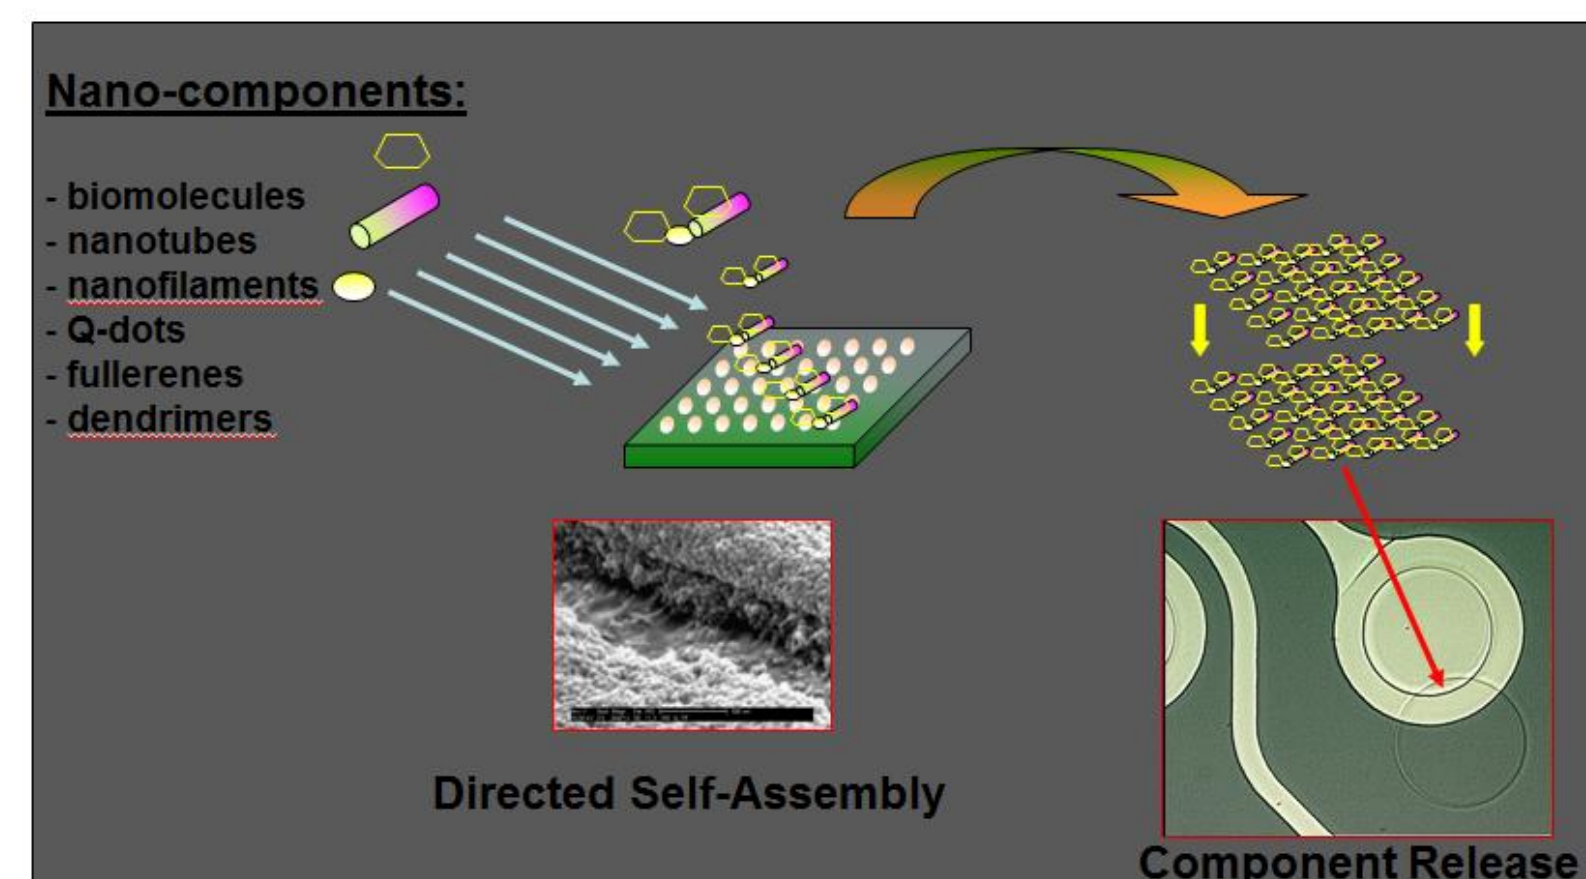 Nano-components:
- biomolecules
- nanotubes
- nanofilaments
- Q-dots
- fullerenes
- dendrimers
Directed Self-Assembly
Component Release